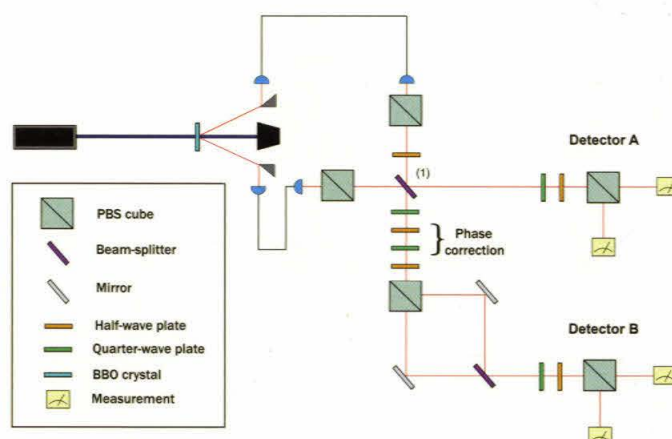 (1)
Detector A
Phase
correction
Detector B
PBS cube
Beam-splitter
Mirror
Half-wave plate
Quarter-wave plate
BBO crystal
Measurement